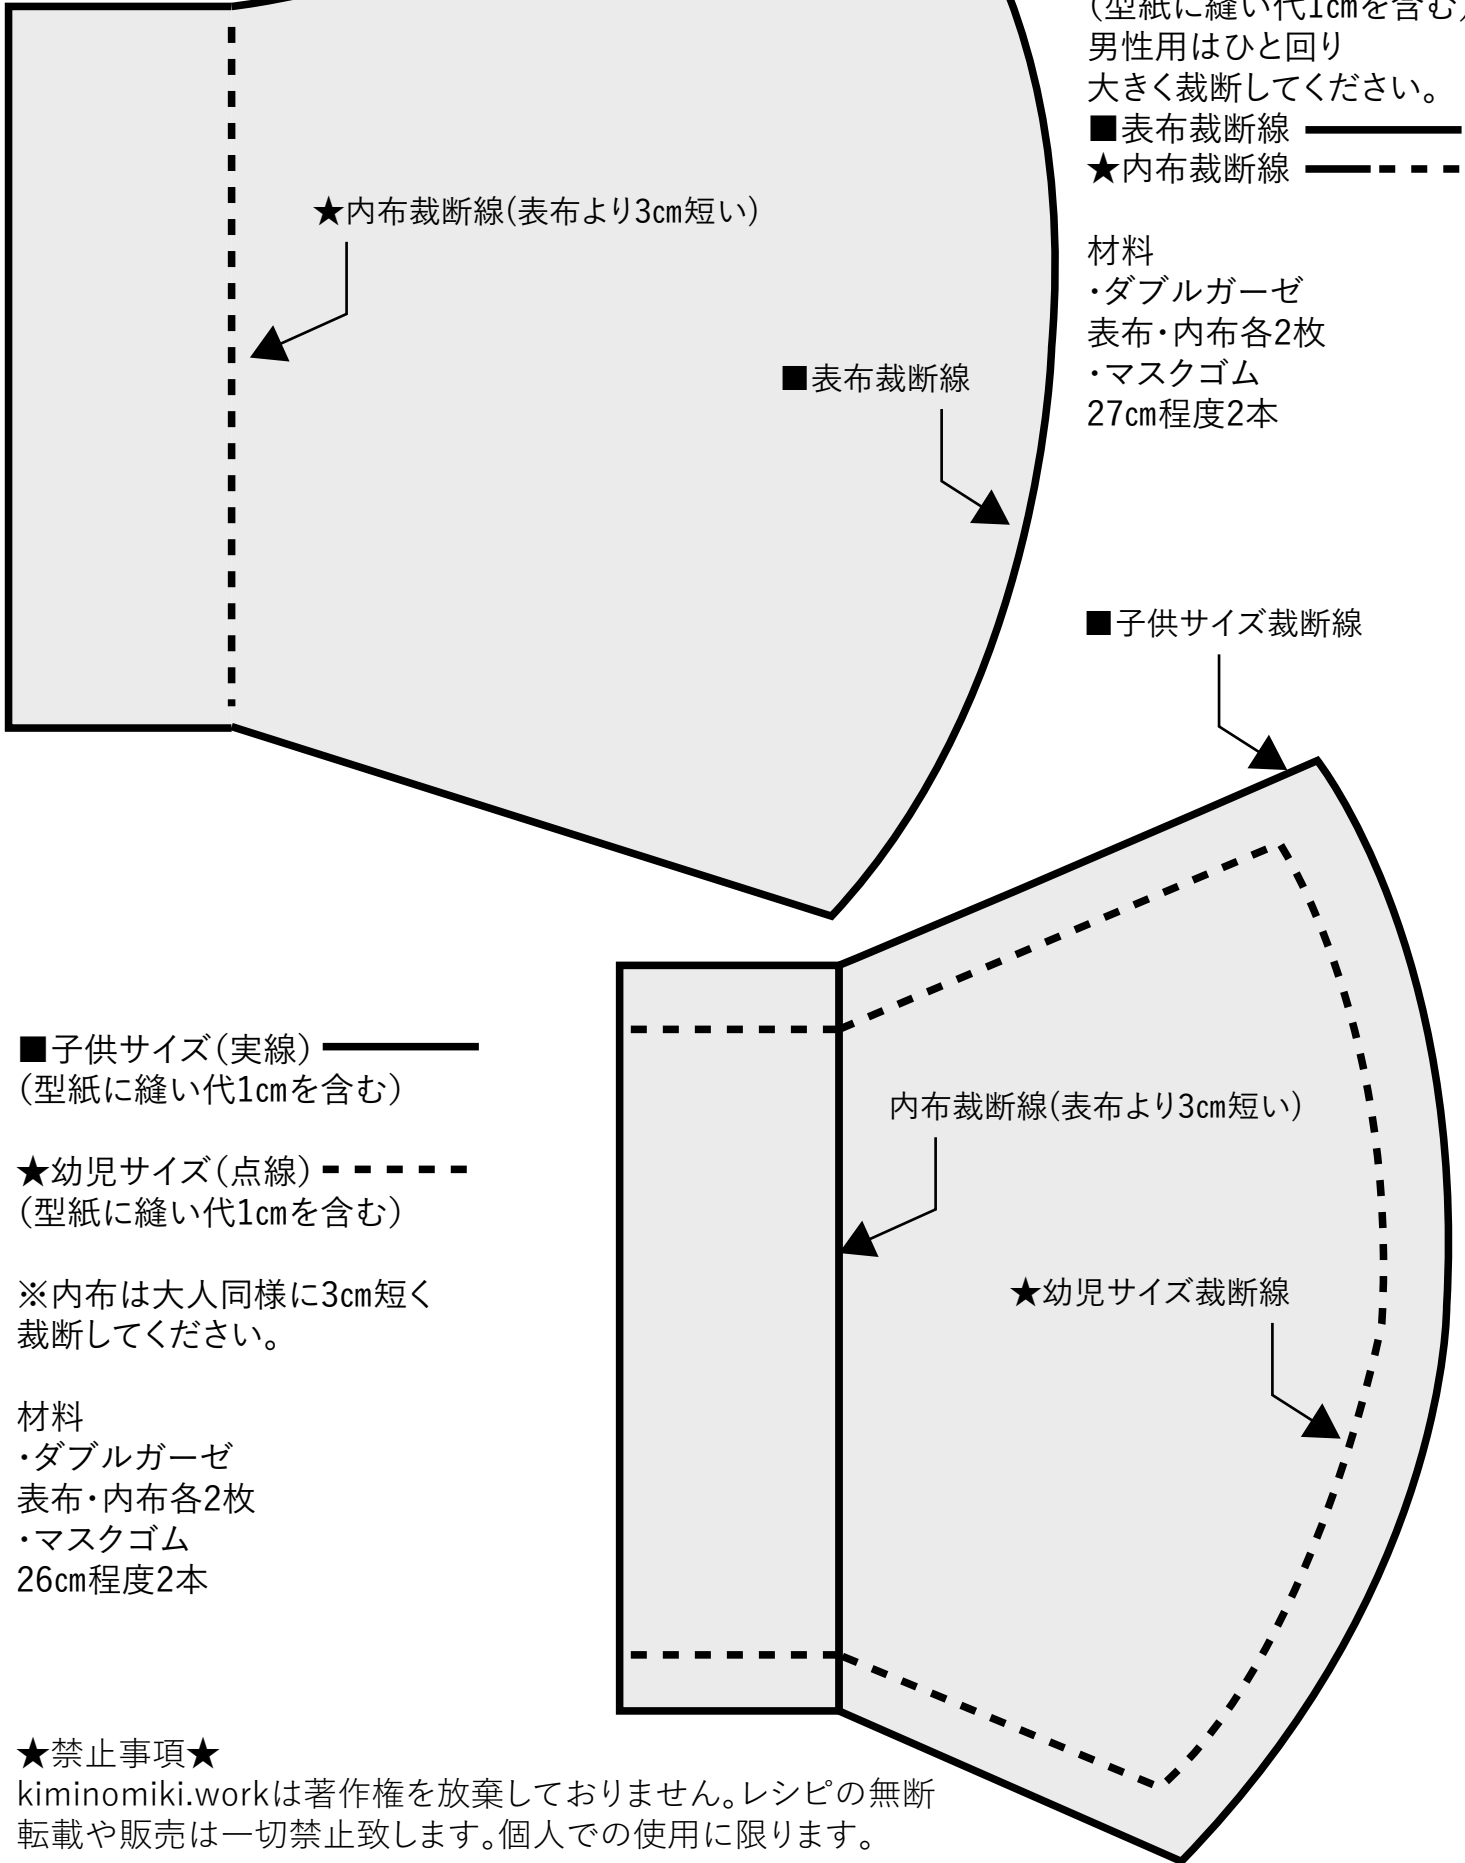 (型紙に縫い代1cmを含む)
男性用はひと回り
大きく裁断してください。
■表布裁断線
★内布裁断線
材料
・ダブルガーゼ
表布・内布各2枚
・マスクゴム
27cm程度2本
★内布裁断線(表布より3cm短い)
■表布裁断線
■子供サイズ裁断線
■子供サイズ(実線)
(型紙に縫い代1cmを含む)
★幼児サイズ(点線)
(型紙に縫い代1cmを含む)
※内布は大人同様に3cm短く
裁断してください。
材料
・ダブルガーゼ
表布・内布各2枚
・マスクゴム
26cm程度2本
内布裁断線(表布より3cm短い)
★幼児サイズ裁断線
★禁止事項★
kiminomiki.workは著作権を放棄しておりません。レシピの無断
転載や販売は一切禁止致します。個人での使用に限ります。